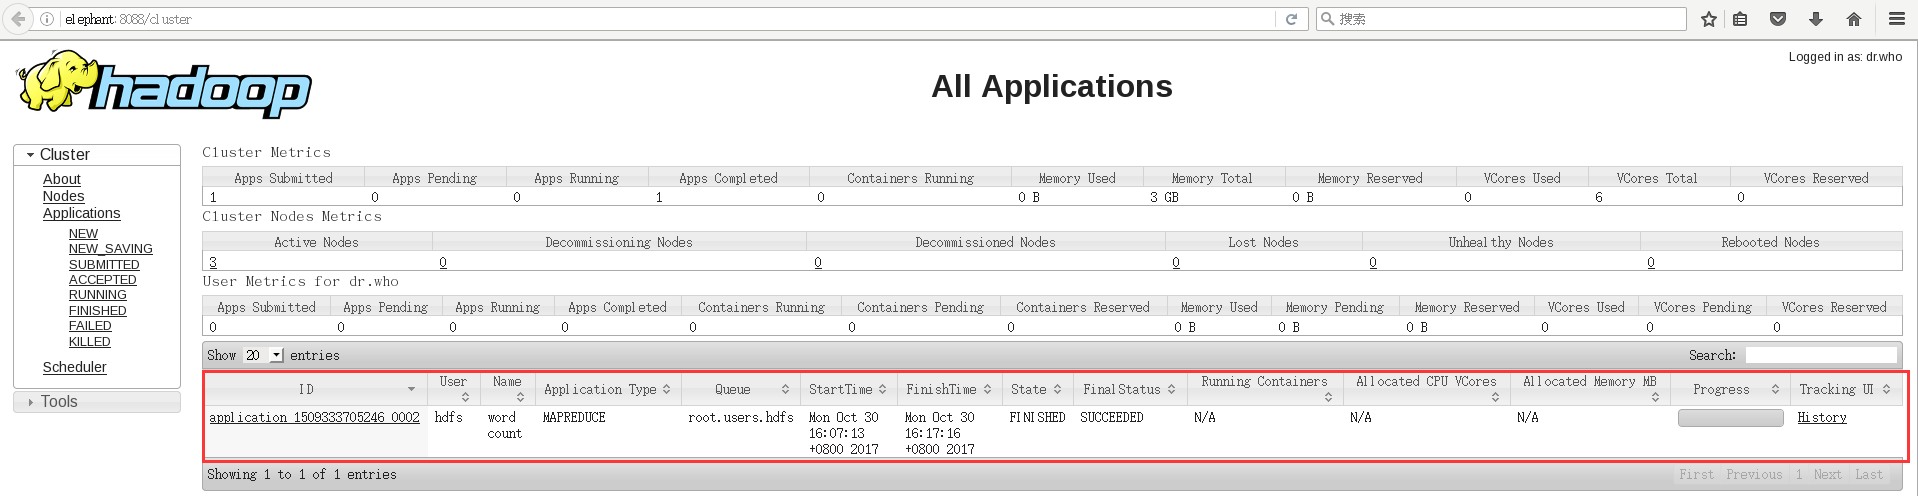 elephant:8088/cluster
搜索
hadoop
Logged in as: dr.who
All Applications
Cluster
About
Nodes
Applications
NEW
NEW_SAVING
SUBMITTED
ACCEPTED
RUNNING
FINISHED
FAILED
KILLED
Scheduler
Tools
Cluster Metrics
Apps Submitted Apps Pending Apps Running Apps Completed Containers Running Memory Used Memory Total Memory Reserved VCores Used VCores Total VCores Reserved
1 0 0 1 0 0 B 3 GB 0 B 0 6 0
Cluster Nodes Metrics
Active Nodes Decommissioning Nodes Decommissioned Nodes Lost Nodes Unhealthy Nodes Rebooted Nodes
3 0 0 0 0 0
User Metrics for dr.who
Apps Submitted Apps Pending Apps Running Apps Completed Containers Running Containers Pending Containers Reserved Memory Used Memory Pending Memory Reserved VCores Used VCores Pending VCores Reserved
0 0 0 0 0 0 0 0 B 0 B 0 B 0 0 0
Show 20 entries Search:
ID User Name Application Type Queue StartTime FinishTime State FinalStatus Running Containers Allocated CPU VCores Allocated Memory MB Progress Tracking UI
application_1509333705246_0002 hdfs word MAPREDUCE root.users.hdfs Mon Oct 30 Mon Oct 30 FINISHED SUCCEEDED N/A N/A N/A History
count 16:07:13 16:17:16
+0800 2017 +0800 2017
Showing 1 to 1 of 1 entries First Previous 1 Next Last